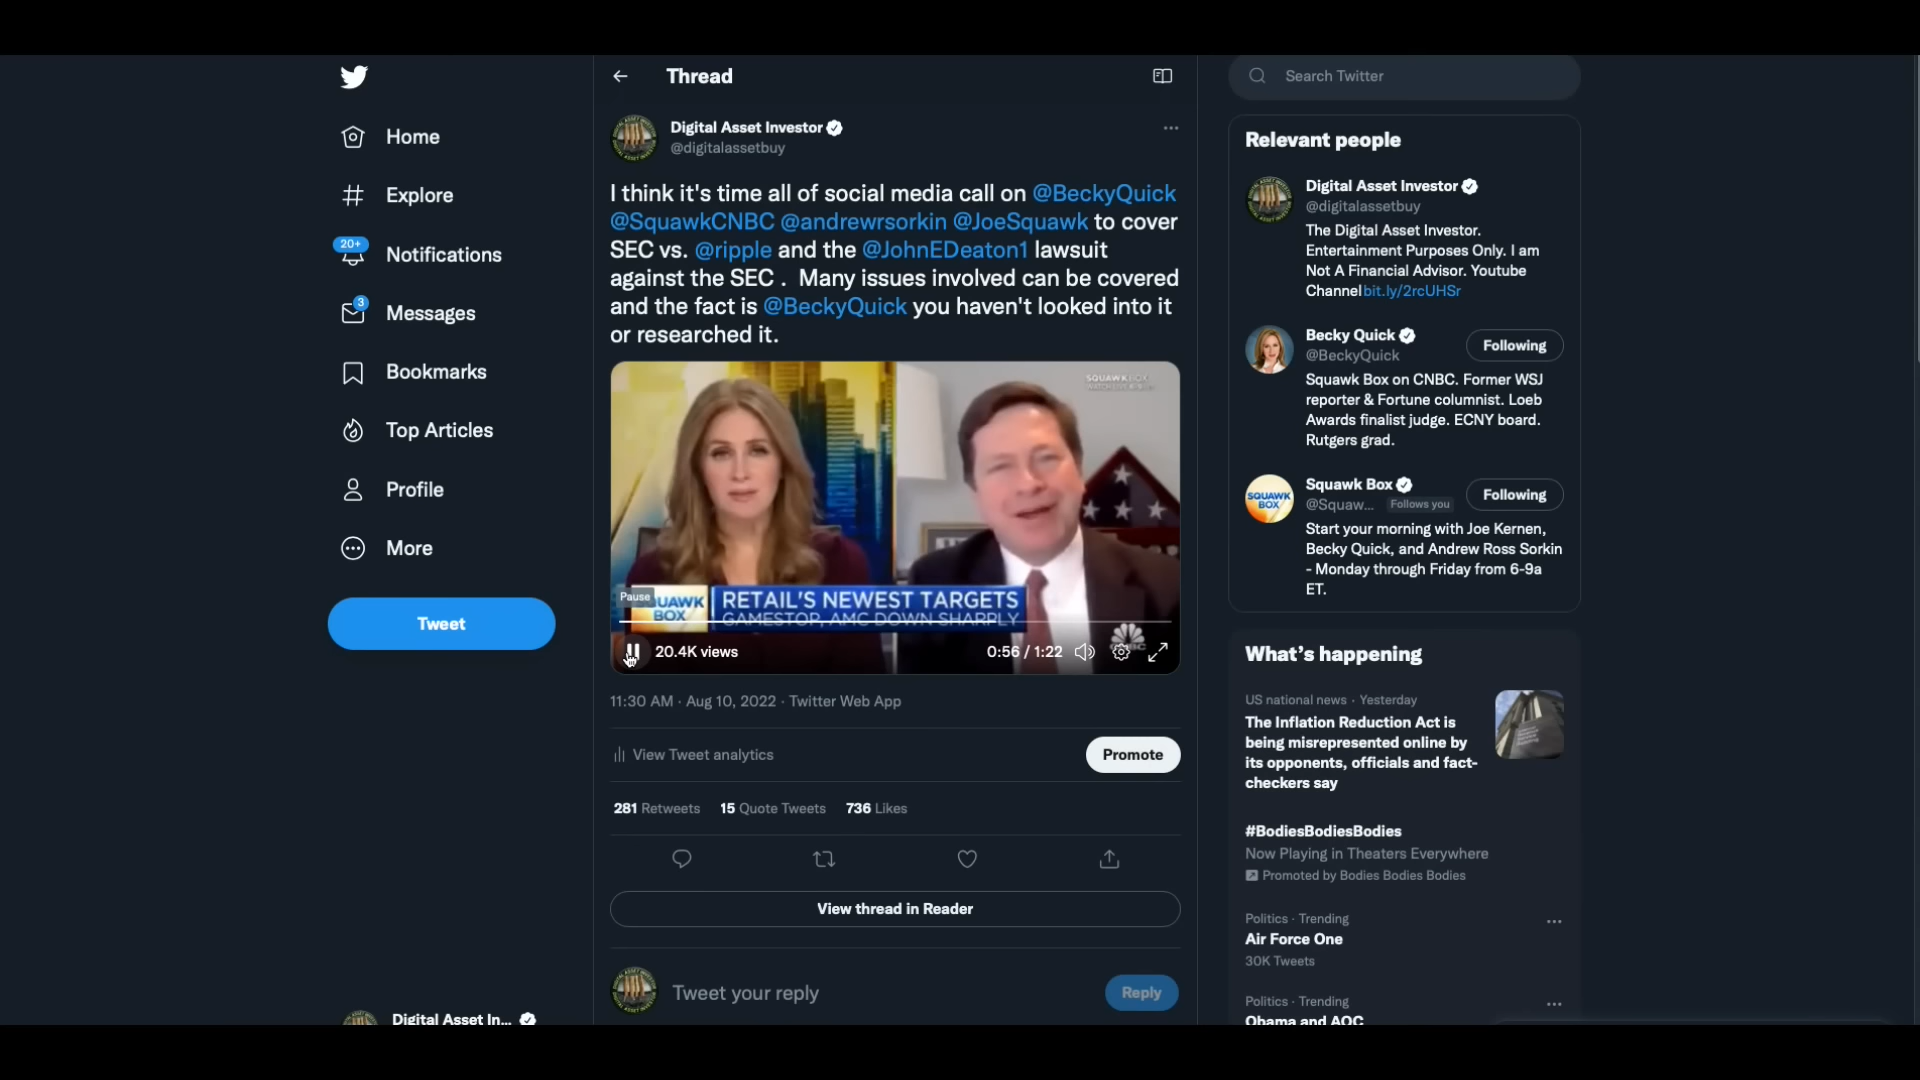 Home
Explore
20+
Notifications
3
Messages
Bookmarks
Top Articles
Profile
More
Tweet
Digital Asset In...
Thread
Digital Asset Investor
@digitalassetbuy
I think it's time all of social media call on @BeckyQuick
@SquawkCNBC @andrewrsorkin @JoeSquawk to cover
SEC vs. @ripple and the @JohnEDeaton1 lawsuit
against the SEC . Many issues involved can be covered
and the fact is @BeckyQuick you haven't looked into it
or researched it.
SQUAWK BOX
Pause
SQUAWK
BOX
RETAIL'S NEWEST TARGETS
GAMESTOP, AMC DOWN SHARPLY
20.4K views
0:56 / 1:22
11:30 AM · Aug 10, 2022 · Twitter Web App
View Tweet analytics
Promote
281 Retweets 15 Quote Tweets 736 Likes
View thread in Reader
Tweet your reply
Reply
Search Twitter
Relevant people
Digital Asset Investor
@digitalassetbuy
The Digital Asset Investor.
Entertainment Purposes Only. I am
Not A Financial Advisor. Youtube
Channelbit.ly/2rcUHSr
Becky Quick
@BeckyQuick
Following
Squawk Box on CNBC. Former WSJ
reporter & Fortune columnist. Loeb
Awards finalist judge. ECNY board.
Rutgers grad.
SQUAWK
BOX
Squawk Box
@Squaw... Follows you
Following
Start your morning with Joe Kernen,
Becky Quick, and Andrew Ross Sorkin
- Monday through Friday from 6-9a
ET.
What's happening
US national news · Yesterday
The Inflation Reduction Act is
being misrepresented online by
its opponents, officials and fact-
checkers say
#BodiesBodiesBodies
Now Playing in Theaters Everywhere
Promoted by Bodies Bodies Bodies
Politics · Trending
Air Force One
30K Tweets
Politics · Trending
Obama and AOC